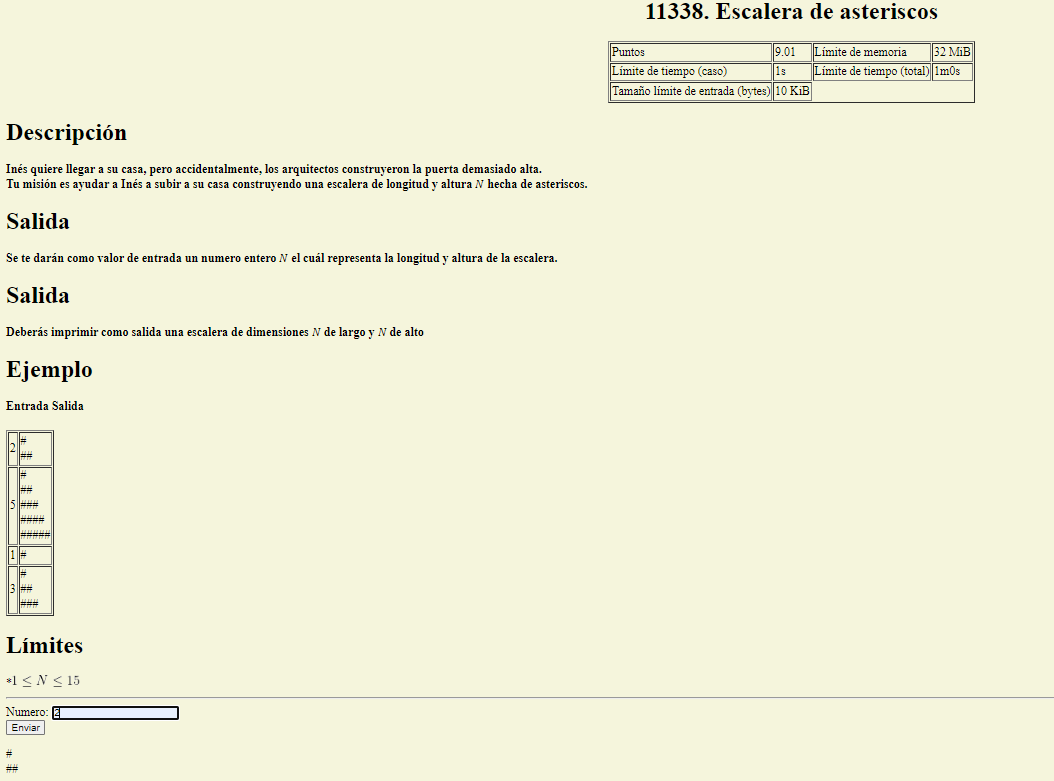 11338. Escalera de asteriscos
Puntos 9.01 Límite de memoria 32 MiB
Límite de tiempo (caso) 1s Límite de tiempo (total) 1m0s
Tamaño límite de entrada (bytes) 10 KiB
Descripción
Inés quiere llegar a su casa, pero accidentalmente, los arquitectos construyeron la puerta demasiado alta.
Tu misión es ayudar a Inés a subir a su casa construyendo una escalera de longitud y altura N hecha de asteriscos.
Salida
Se te darán como valor de entrada un numero entero N el cuál representa la longitud y altura de la escalera.
Salida
Deberás imprimir como salida una escalera de dimensiones N de largo y N de alto
Ejemplo
Entrada Salida
2 #
##
5 #
##
###
####
#####
1 #
3 #
##
###
Límites
*1 ≤ N ≤ 15
Numero: 2
Enviar
#
##